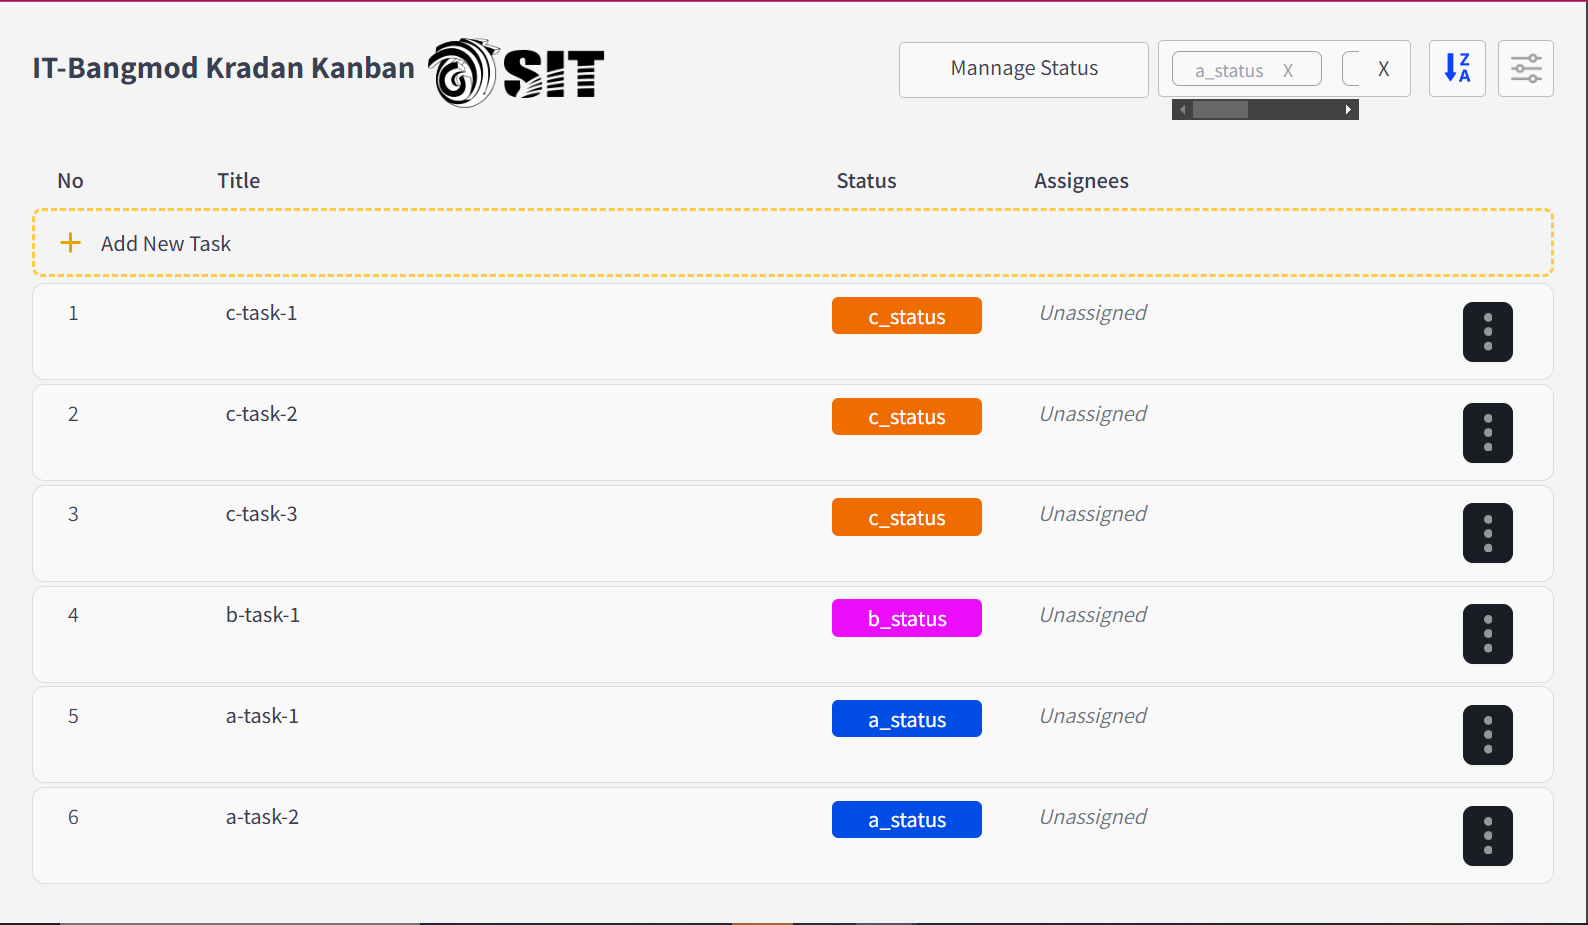 IT-Bangmod Kradan Kanban SIT Mannage Status a_status X X Z A
No Title Status Assignees
+ Add New Task
1 c-task-1 c_status Unassigned
2 c-task-2 c_status Unassigned
3 c-task-3 c_status Unassigned
4 b-task-1 b_status Unassigned
5 a-task-1 a_status Unassigned
6 a-task-2 a_status Unassigned